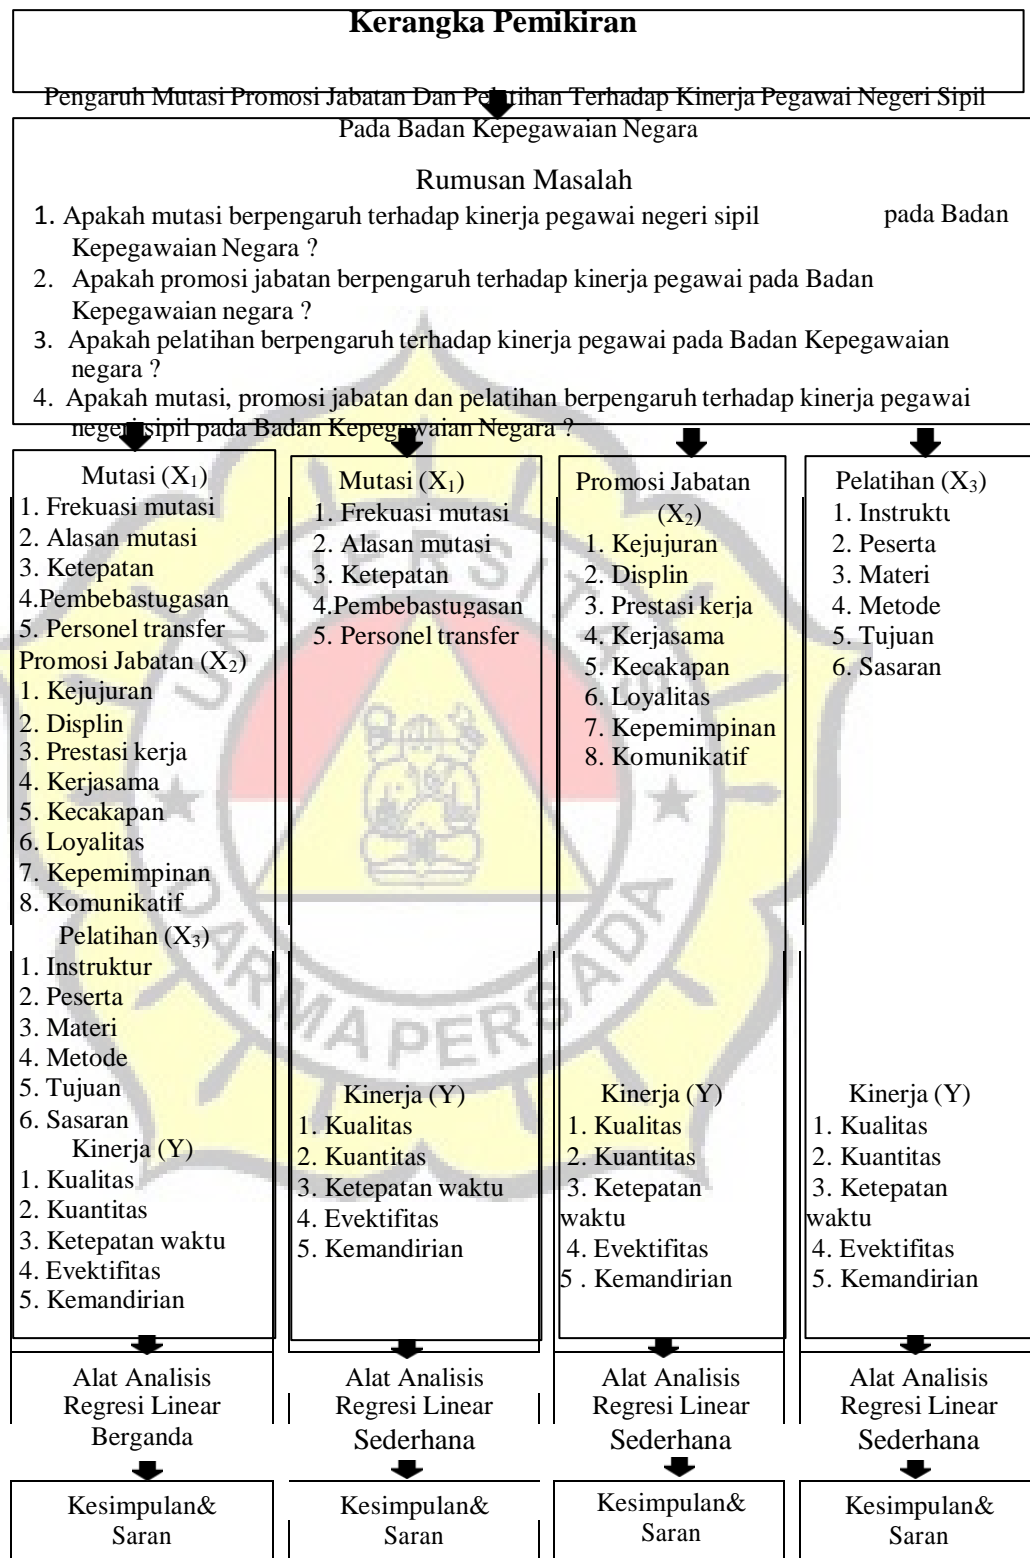 Kerangka Pemikiran
Pengaruh Mutasi Promosi Jabatan Dan Pelatihan Terhadap Kinerja Pegawai Negeri Sipil
Pada Badan Kepegawaian Negara
Rumusan Masalah
1. Apakah mutasi berpengaruh terhadap kinerja pegawai negeri sipil pada Badan
Kepegawaian Negara ?
2. Apakah promosi jabatan berpengaruh terhadap kinerja pegawai pada Badan
Kepegawaian negara ?
3. Apakah pelatihan berpengaruh terhadap kinerja pegawai pada Badan Kepegawaian
negara ?
4. Apakah mutasi, promosi jabatan dan pelatihan berpengaruh terhadap kinerja pegawai
negeri sipil pada Badan Kepegawaian Negara ?
Mutasi (X₁)
1. Frekuasi mutasi
2. Alasan mutasi
3. Ketepatan
4.Pembebastugasan
5. Personel transfer
Promosi Jabatan (X₂)
1. Kejujuran
2. Displin
3. Prestasi kerja
4. Kerjasama
5. Kecakapan
6. Loyalitas
7. Kepemimpinan
8. Komunikatif
Pelatihan (X₃)
1. Instruktur
2. Peserta
3. Materi
4. Metode
5. Tujuan
6. Sasaran
Kinerja (Y)
1. Kualitas
2. Kuantitas
3. Ketepatan waktu
4. Evektifitas
5. Kemandirian
Alat Analisis
Regresi Linear
Berganda
Kesimpulan&
Saran
Mutasi (X₁)
1. Frekuasi mutasi
2. Alasan mutasi
3. Ketepatan
4.Pembebastugasan
5. Personel transfer
Kinerja (Y)
1. Kualitas
2. Kuantitas
3. Ketepatan waktu
4. Evektifitas
5. Kemandirian
Alat Analisis
Regresi Linear
Sederhana
Kesimpulan&
Saran
Promosi Jabatan
(X₂)
1. Kejujuran
2. Displin
3. Prestasi kerja
4. Kerjasama
5. Kecakapan
6. Loyalitas
7. Kepemimpinan
8. Komunikatif
Kinerja (Y)
1. Kualitas
2. Kuantitas
3. Ketepatan
waktu
4. Evektifitas
5 . Kemandirian
Alat Analisis
Regresi Linear
Sederhana
Kesimpulan&
Saran
Pelatihan (X₃)
1. Instruktu
2. Peserta
3. Materi
4. Metode
5. Tujuan
6. Sasaran
Kinerja (Y)
1. Kualitas
2. Kuantitas
3. Ketepatan
waktu
4. Evektifitas
5. Kemandirian
Alat Analisis
Regresi Linear
Sederhana
Kesimpulan&
Saran
UNIVERSITAS
DARMA PERSADA